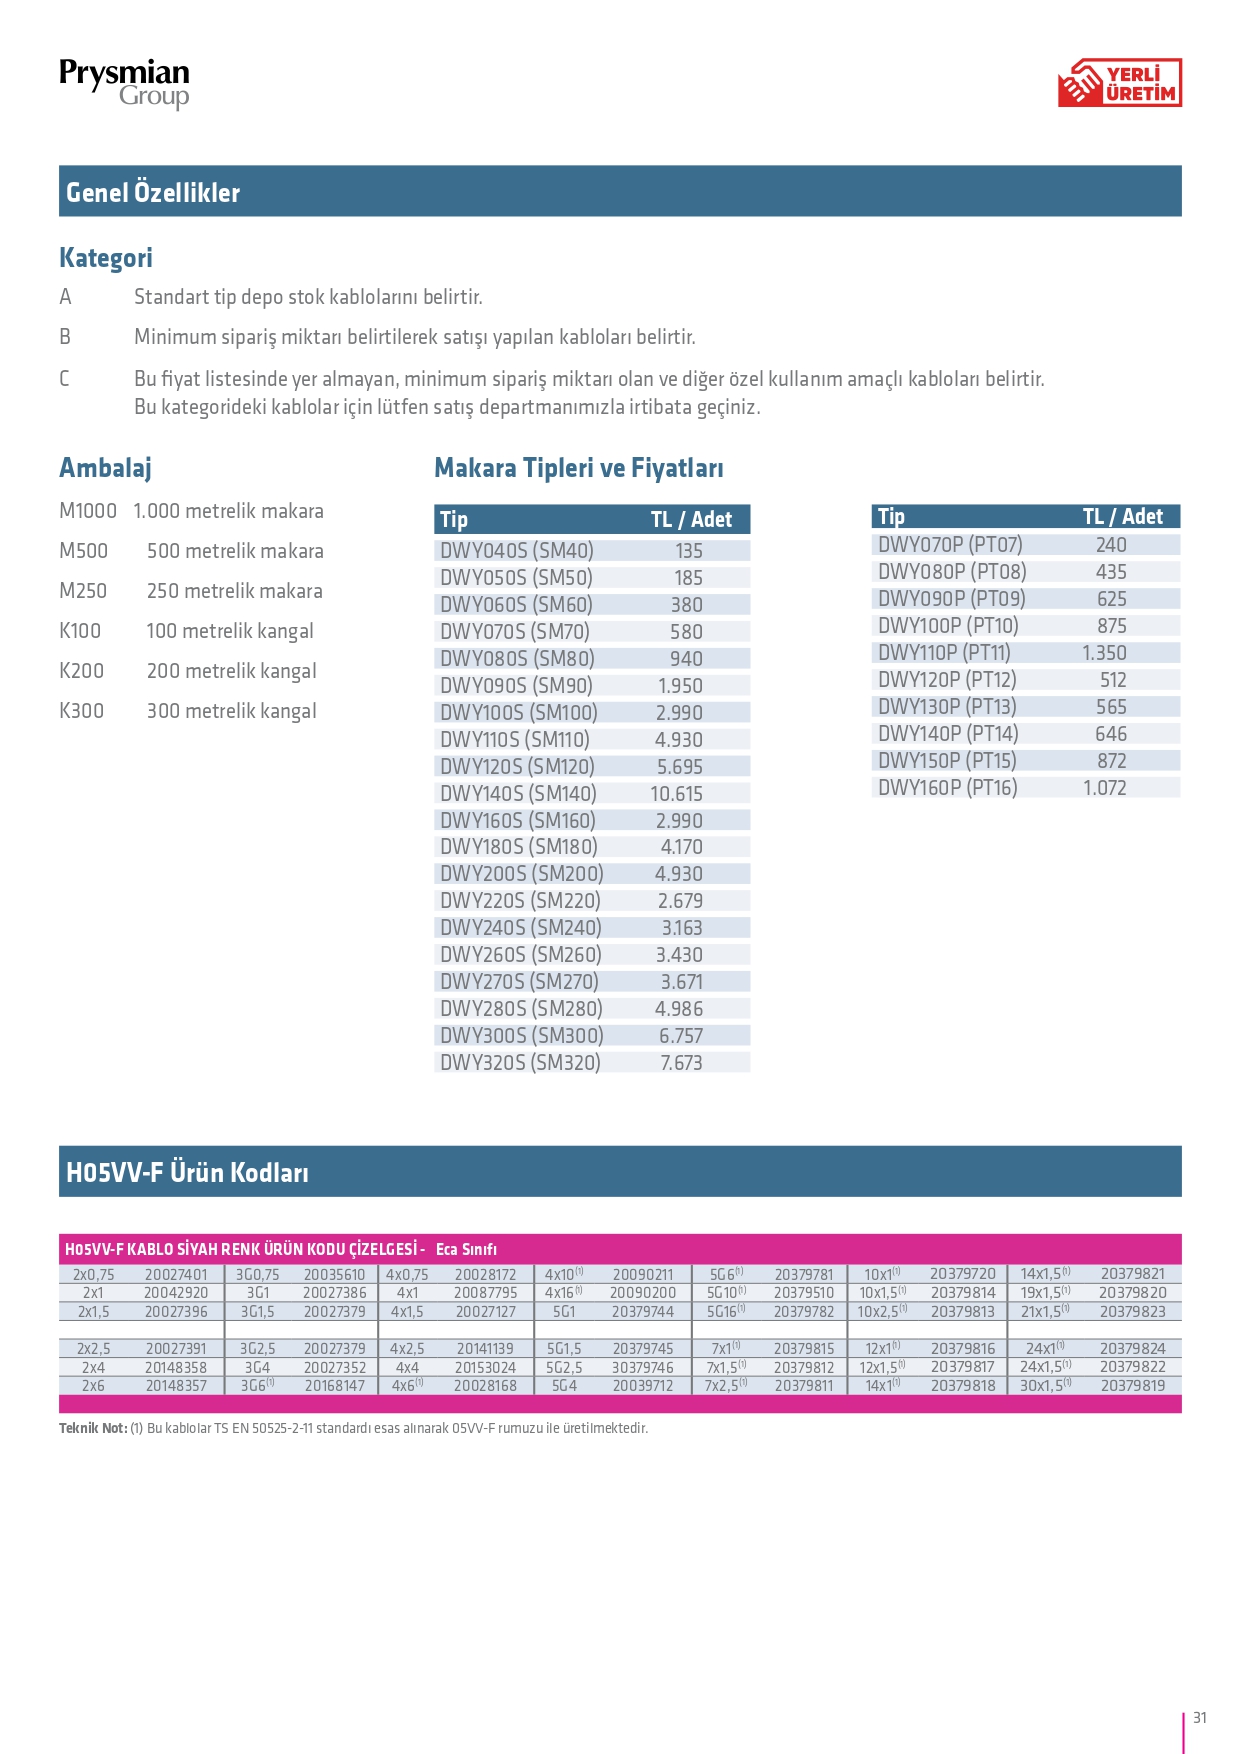 Prysmian
Group
YERLİ
ÜRETİM
Genel Özellikler
Kategori
A Standart tip depo stok kablolarını belirtir.
B Minimum sipariş miktarı belirtilerek satışı yapılan kabloları belirtir.
C Bu fiyat listesinde yer almayan, minimum sipariş miktarı olan ve diğer özel kullanım amaçlı kabloları belirtir.
Bu kategorideki kablolar için lütfen satış departmanımızla irtibata geçiniz.
Ambalaj
M1000 1.000 metrelik makara
M500 500 metrelik makara
M250 250 metrelik makara
K100 100 metrelik kangal
K200 200 metrelik kangal
K300 300 metrelik kangal
Makara Tipleri ve Fiyatları
Tip TL / Adet
DWY040S (SM40) 135
DWY050S (SM50) 185
DWY060S (SM60) 380
DWY070S (SM70) 580
DWY080S (SM80) 940
DWY090S (SM90) 1.950
DWY100S (SM100) 2.990
DWY110S (SM110) 4.930
DWY120S (SM120) 5.695
DWY140S (SM140) 10.615
DWY160S (SM160) 2.990
DWY180S (SM180) 4.170
DWY200S (SM200) 4.930
DWY220S (SM220) 2.679
DWY240S (SM240) 3.163
DWY260S (SM260) 3.430
DWY270S (SM270) 3.671
DWY280S (SM280) 4.986
DWY300S (SM300) 6.757
DWY320S (SM320) 7.673
Tip TL / Adet
DWY070P (PT07) 240
DWY080P (PT08) 435
DWY090P (PT09) 625
DWY100P (PT10) 875
DWY110P (PT11) 1.350
DWY120P (PT12) 512
DWY130P (PT13) 565
DWY140P (PT14) 646
DWY150P (PT15) 872
DWY160P (PT16) 1.072
H05VV-F Ürün Kodları
H05VV-F KABLO SİYAH RENK ÜRÜN KODU ÇİZELGESİ - Eca Sınıfı
2x0,75 20027401 3G0,75 20035610 4x0,75 20028172 4x10(1) 20090211 5G6(1) 20379781 10x1(1) 20379720 14x1,5(1) 20379821
2x1 20042920 3G1 20027386 4x1 20087795 4x16(1) 20090200 5G10(1) 20379510 10x1,5(1) 20379814 19x1,5(1) 20379820
2x1,5 20027396 3G1,5 20027379 4x1,5 20027127 5G1 20379744 5G16(1) 20379782 10x2,5(1) 20379813 21x1,5(1) 20379823
2x2,5 20027391 3G2,5 20027379 4x2,5 20141139 5G1,5 20379745 7x1(1) 20379815 12x1(1) 20379816 24x1(1) 20379824
2x4 20148358 3G4 20027352 4x4 20153024 5G2,5 30379746 7x1,5(1) 20379812 12x1,5(1) 20379817 24x1,5(1) 20379822
2x6 20148357 3G6(1) 20168147 4x6(1) 20028168 5G4 20039712 7x2,5(1) 20379811 14x1(1) 20379818 30x1,5(1) 20379819
Teknik Not: (1) Bu kablolar TS EN 50525-2-11 standardı esas alınarak 05VV-F rumuzu ile üretilmektedir.
31